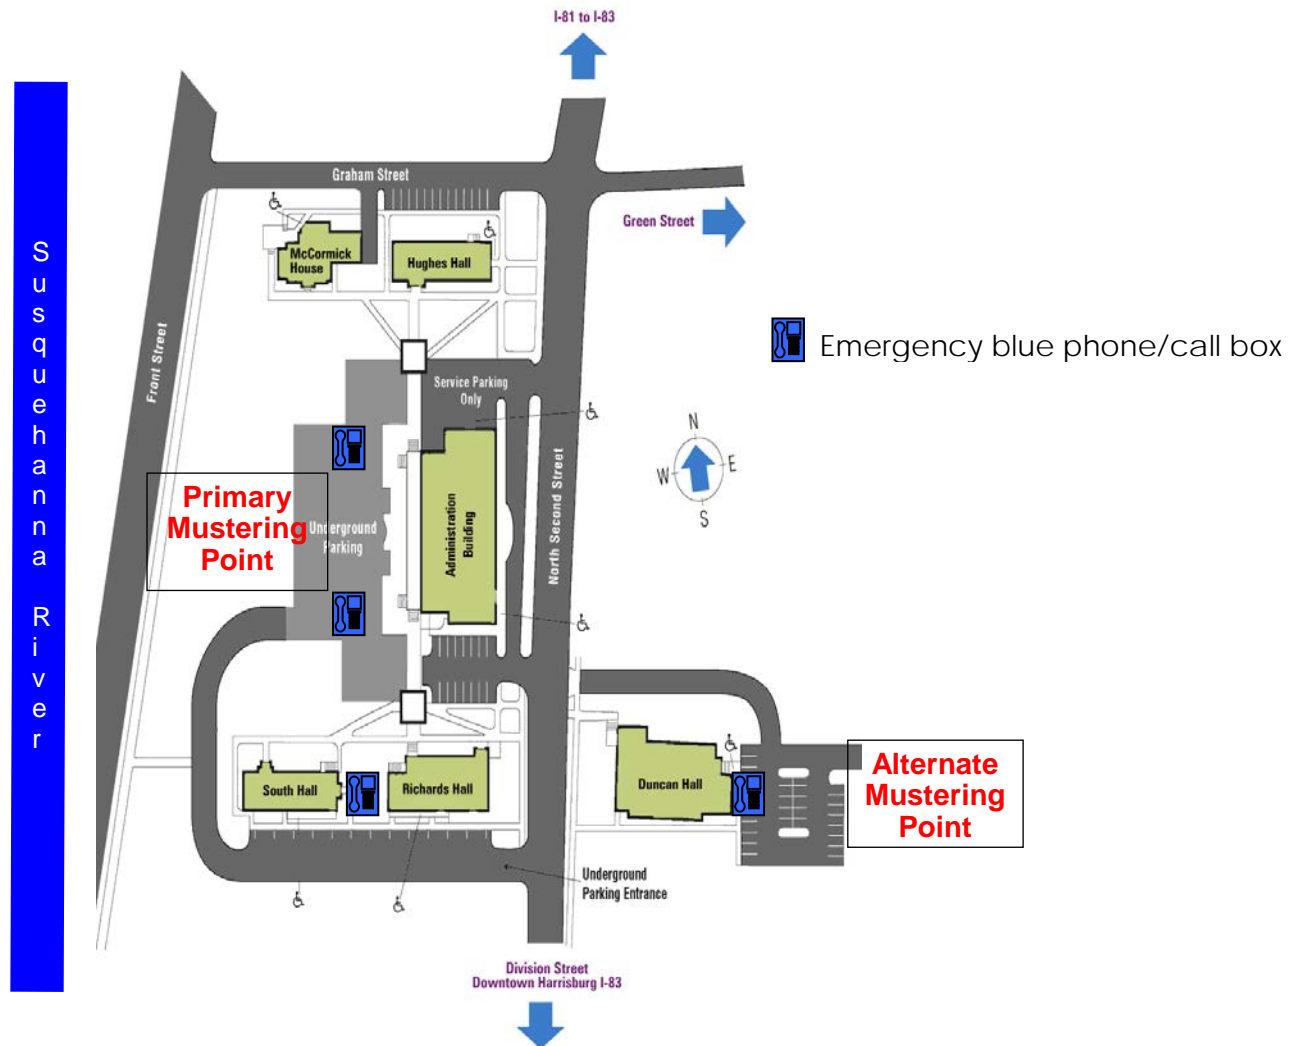 I-81 to I-83
Graham Street
Green Street
McCormick
House
Hughes Hall
Susquehanna River
Front Street
Emergency blue phone/call box
Service Parking
Only
N
W
E
S
Primary
Mustering
Point
Underground
Parking
Administration
Building
North Second Street
South Hall
Richards Hall
Duncan Hall
Alternate
Mustering
Point
Underground
Parking Entrance
Division Street
Downtown Harrisburg I-83